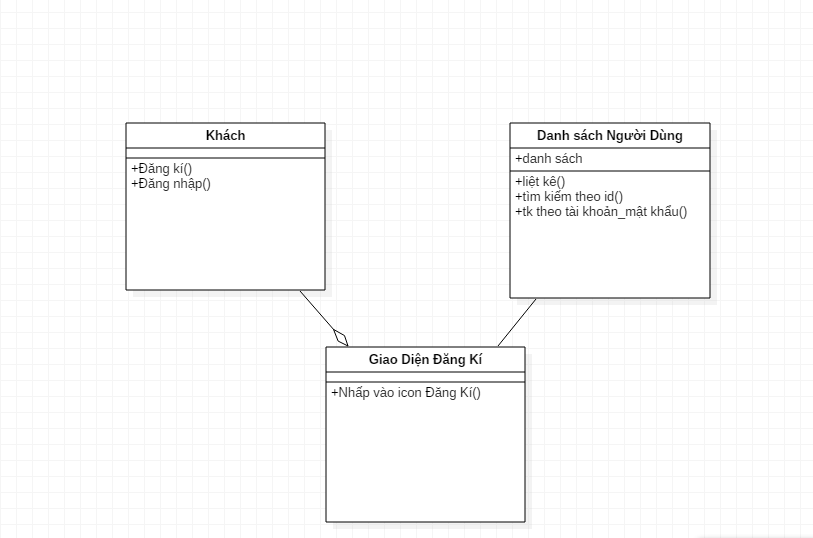 Khách
+Đăng kí()
+Đăng nhập()
Danh sách Người Dùng
+danh sách
+liệt kê()
+tìm kiếm theo id()
+tk theo tài khoản_mật khẩu()
Giao Diện Đăng Kí
+Nhấp vào icon Đăng Kí()